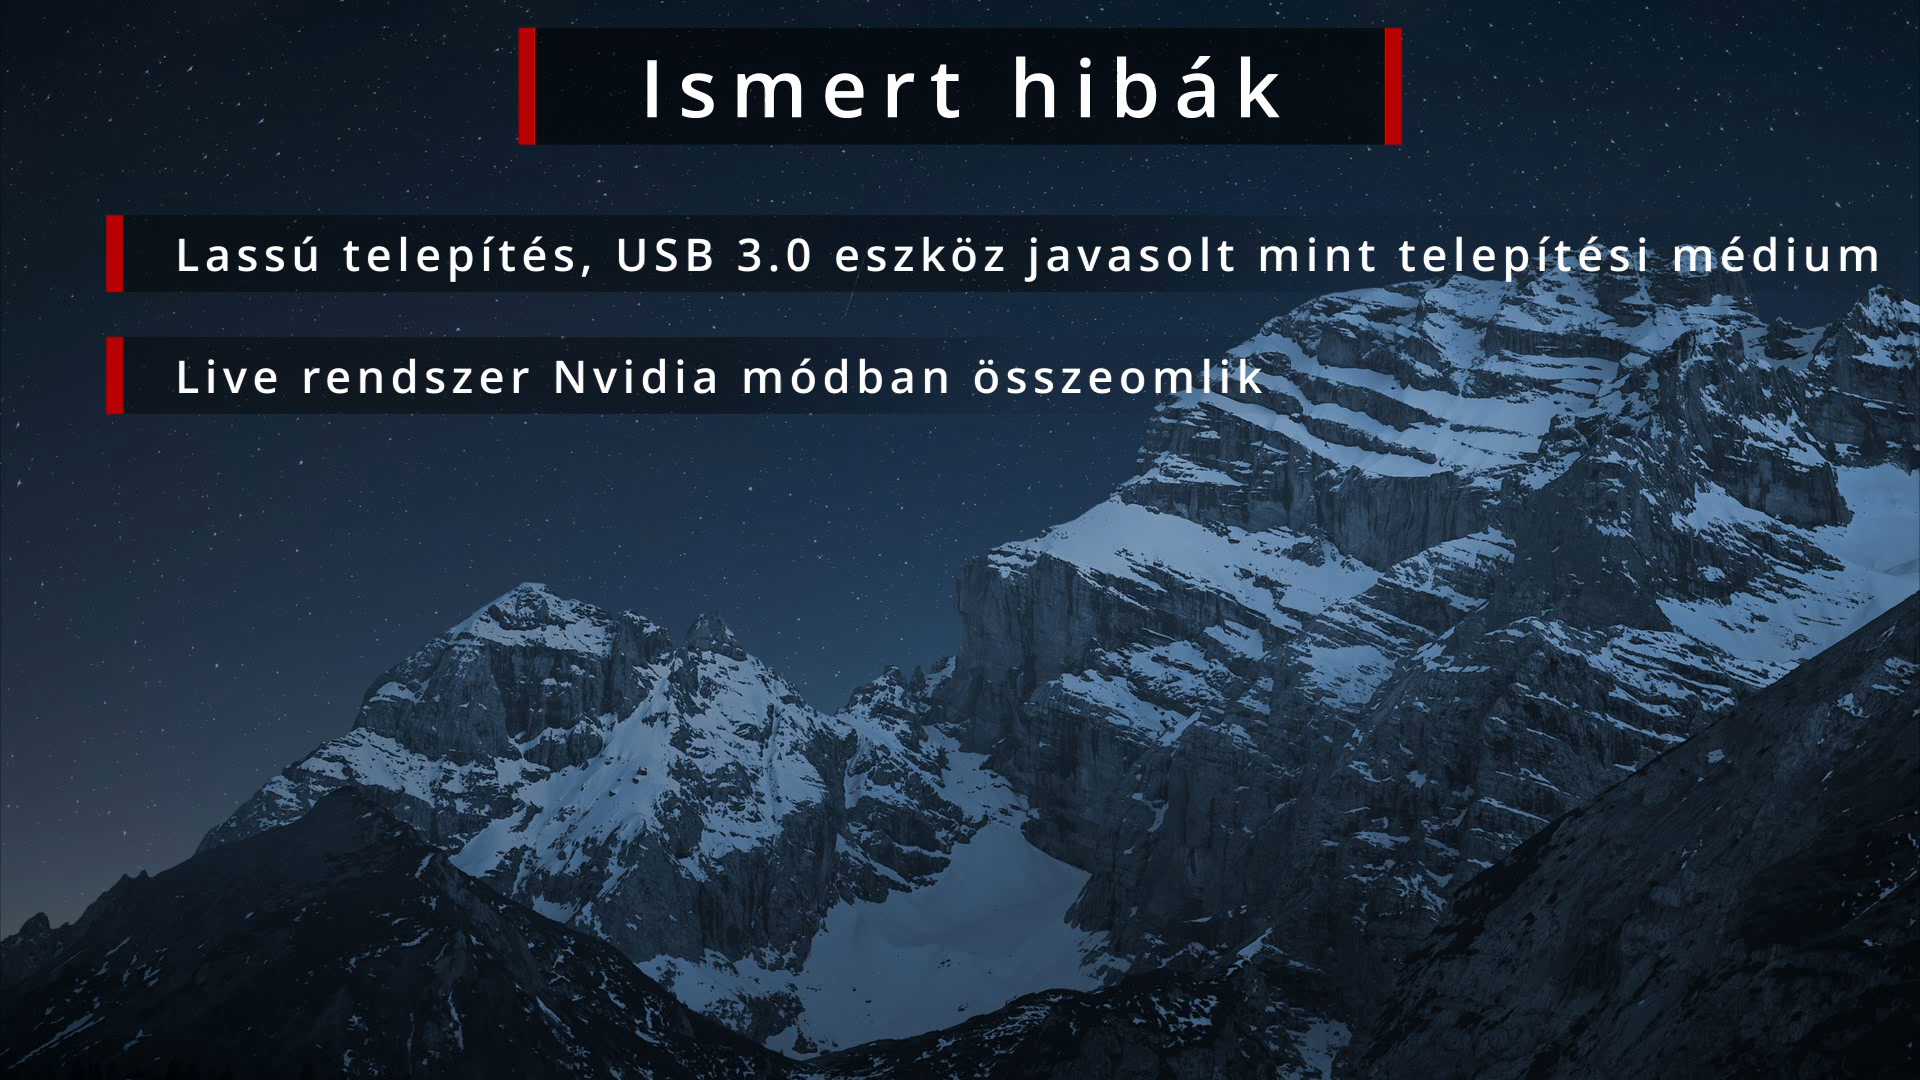 Ismert hibák
Lassú telepítés, USB 3.0 eszköz javasolt mint telepítési médium
Live rendszer Nvidia módban összeomlik